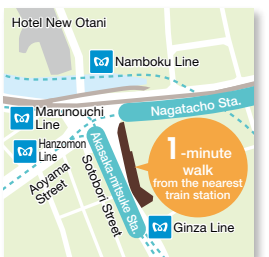 Hotel New Otani
Namboku Line
Marunouchi
Line
Nagatacho Sta.
Hanzomon
Line
Akasaka-mitsuke Sta.
Sotobori Street
Aoyama
Street
1-minute
walk
from the nearest
train station
Ginza Line